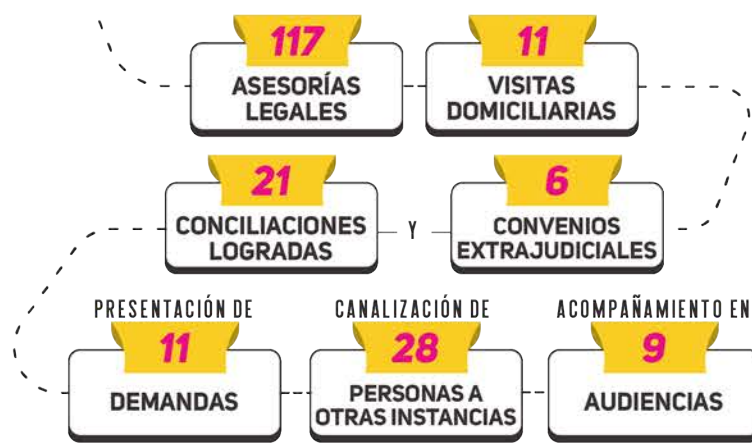 117
ASESORÍAS
LEGALES
11
VISITAS
DOMICILIARIAS
21
CONCILIACIONES
LOGRADAS
Y
6
CONVENIOS
EXTRAJUDICIALES
PRESENTACIÓN DE
11
DEMANDAS
CANALIZACIÓN DE
28
PERSONAS A
OTRAS INSTANCIAS
ACOMPAÑAMIENTO EN
9
AUDIENCIAS